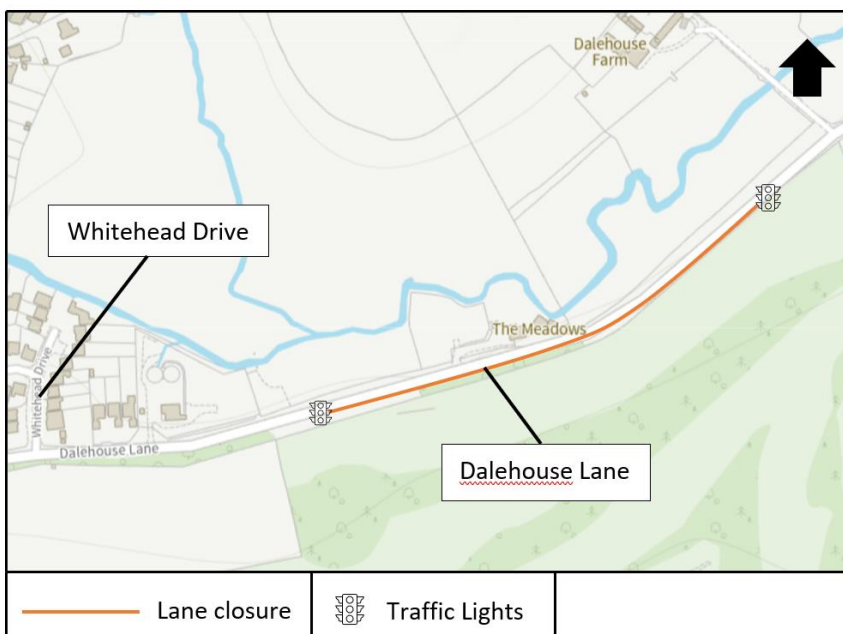 Dalehouse
Farm
Whitehead Drive
The Meadows
Whitehead Drive
Dalehouse Lane
Dalehouse Lane
Lane closure
Traffic Lights